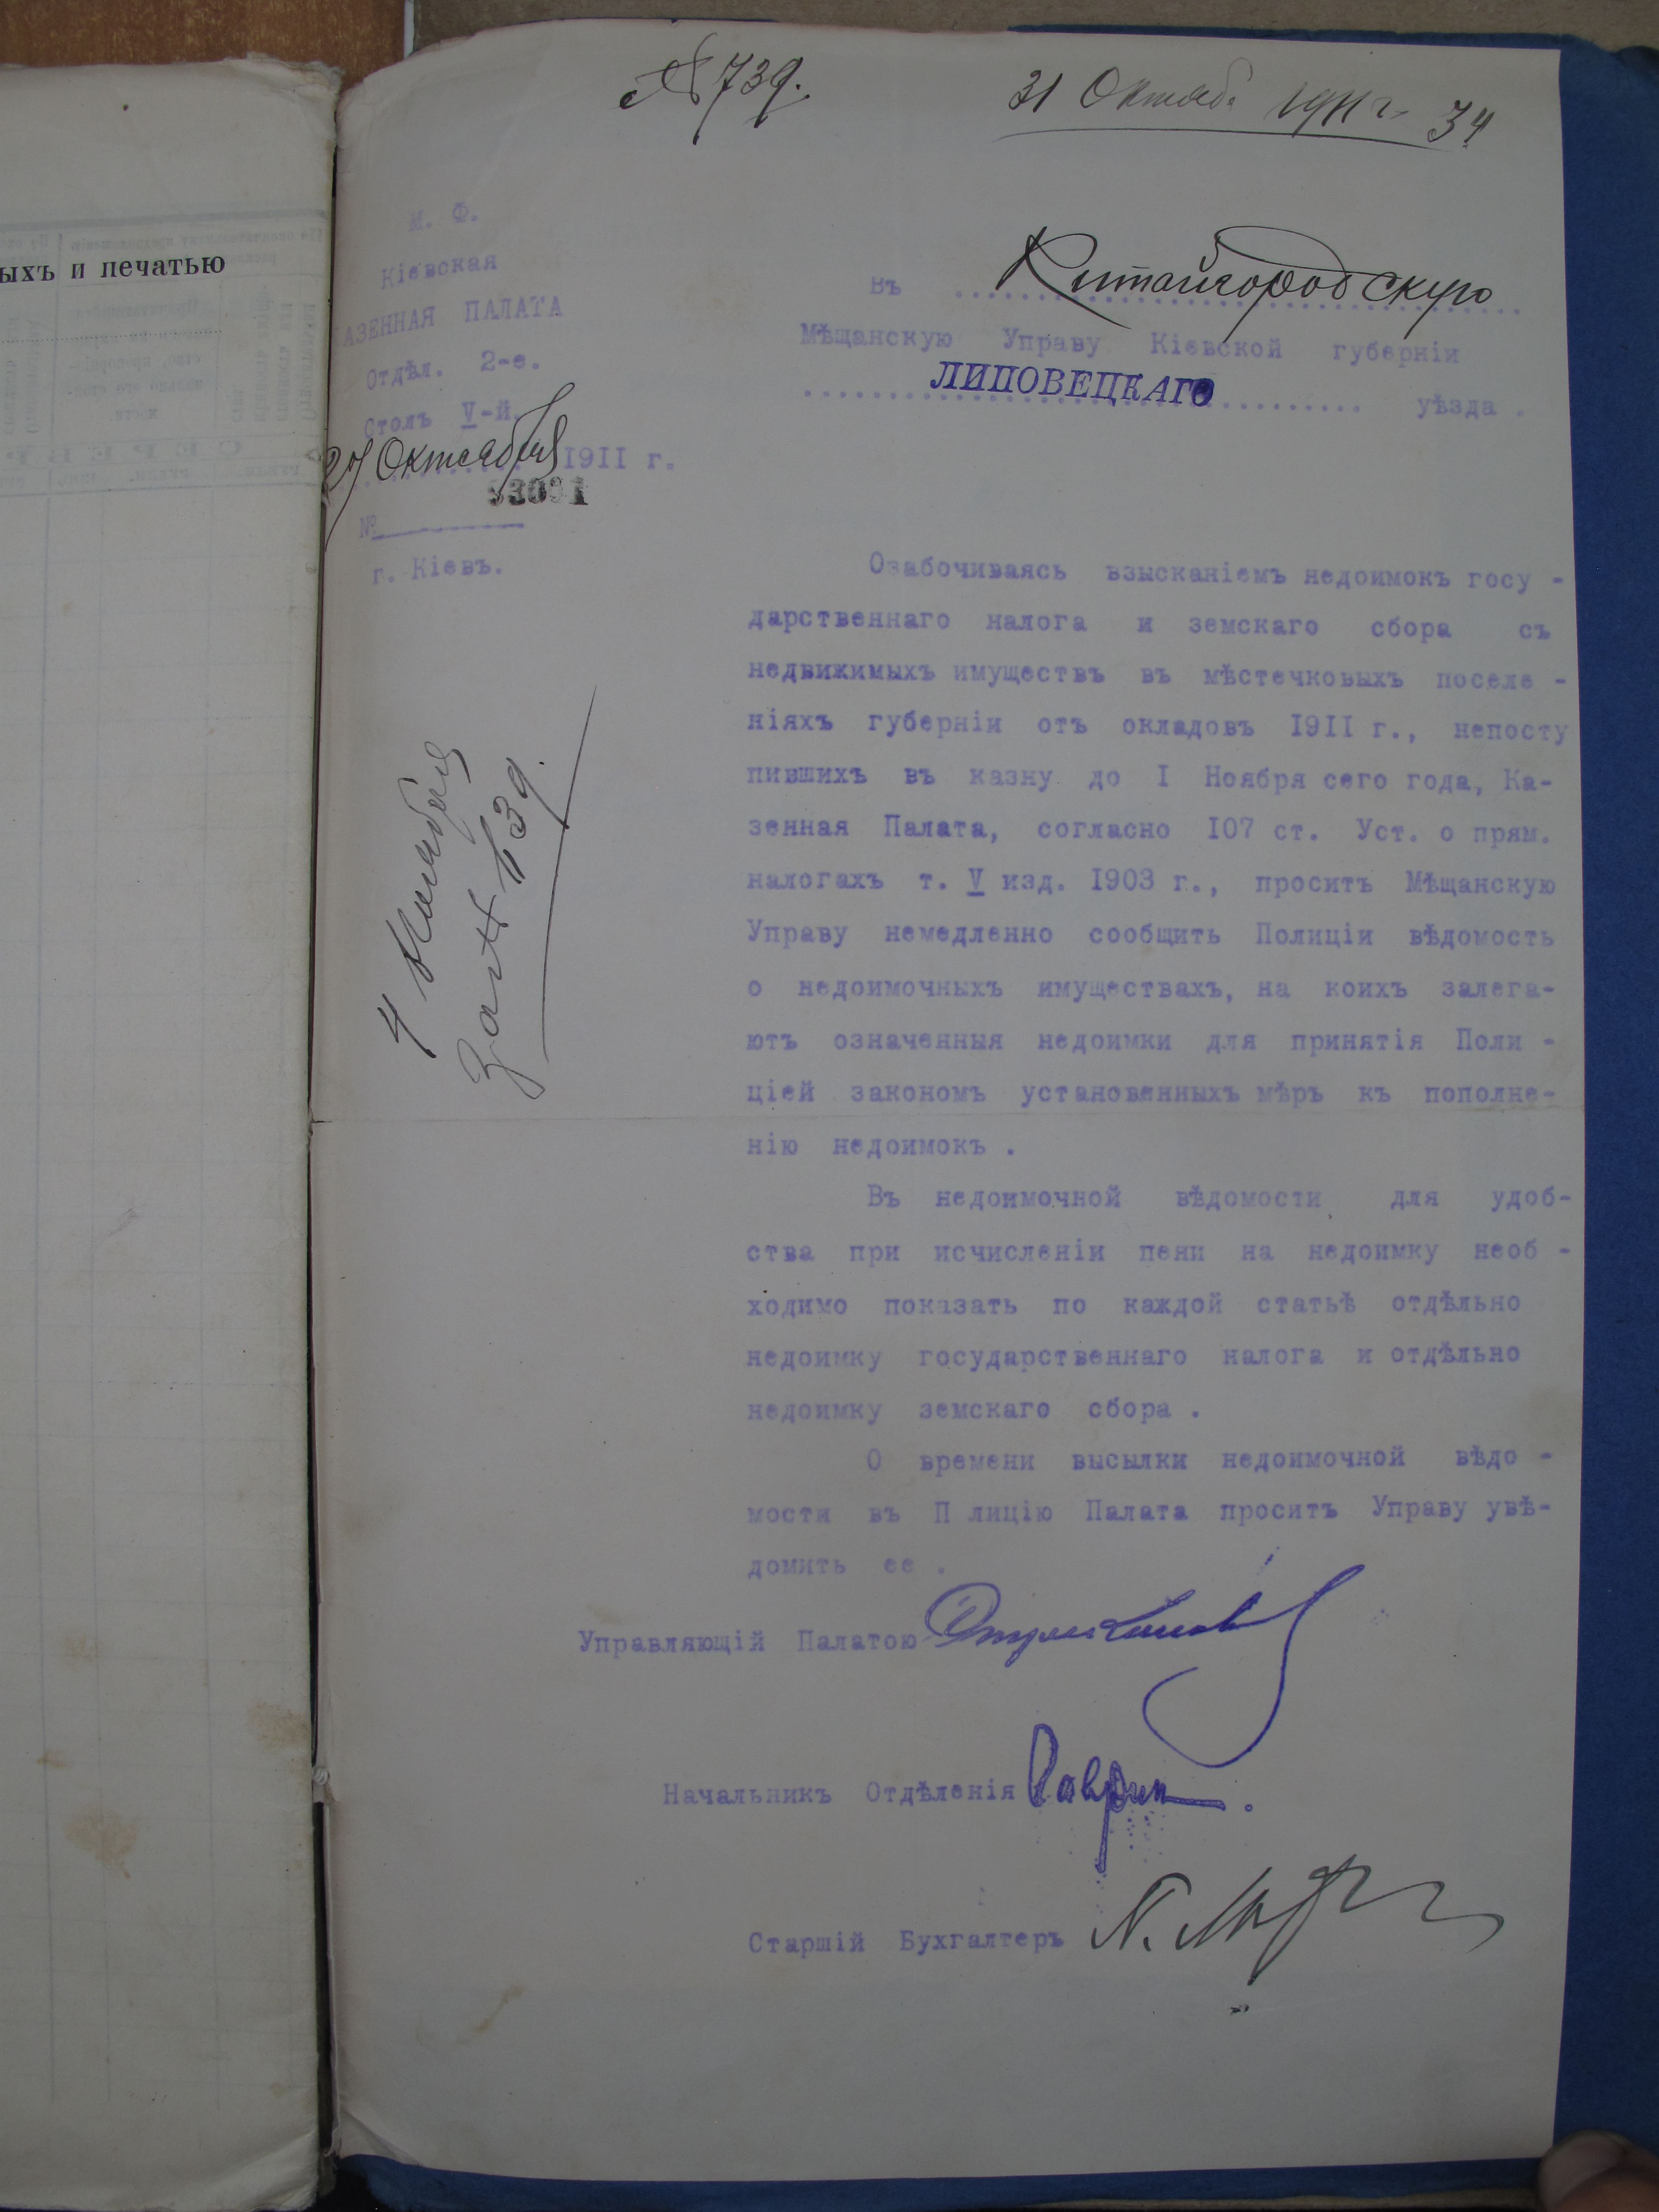 ыхъ и печатью
№ 739.
31 Октяб 1911 г. 34
М. Ф.
Кіевская
АЗЕННАЯ ПАЛАТА
Отдѣл. 2-е.
Столъ V-й.
27 Октября 1911 г.
№
г. Кіевъ.
Въ Китайгородскую
Мѣщанскую Управу Кіевской губерніи
ЛИПОВЕЦКАГО уѣзда .
4 Ноября
Озабочиваясь взысканіемъ недоимокъ госу -
дарственнаго налога и земскаго сбора съ
недвижимыхъ имуществъ въ мѣстечковыхъ поселе -
ніяхъ губерніи отъ окладовъ 1911 г., непосту
пившихъ въ казну до I Ноября сего года, Ка-
зенная Палата, согласно 107 ст. Уст. о прям.
налогахъ т. V изд. 1903 г., проситъ Мѣщанскую
Управу немедленно сообщить Полиціи вѣдомость
о недоимочныхъ имуществахъ, на коихъ залега-
ютъ означенныя недоимки для принятія Поли -
ціей закономъ установенныхъ мѣръ къ пополне-
нію недоимокъ .
Въ недоимочной вѣдомости для удоб-
ства при исчисленіи пени на недоимку необ -
ходимо показать по каждой статьѣ отдѣльно
недоимку государственнаго налога и отдѣльно
недоимку земскаго сбора .
О времени высылки недоимочной вѣдо -
мости въ П лицію Палата проситъ Управу увѣ-
домить ее .
Управляющій Палатою
Начальникъ Отдѣленія
Старшій Бухгалтеръ